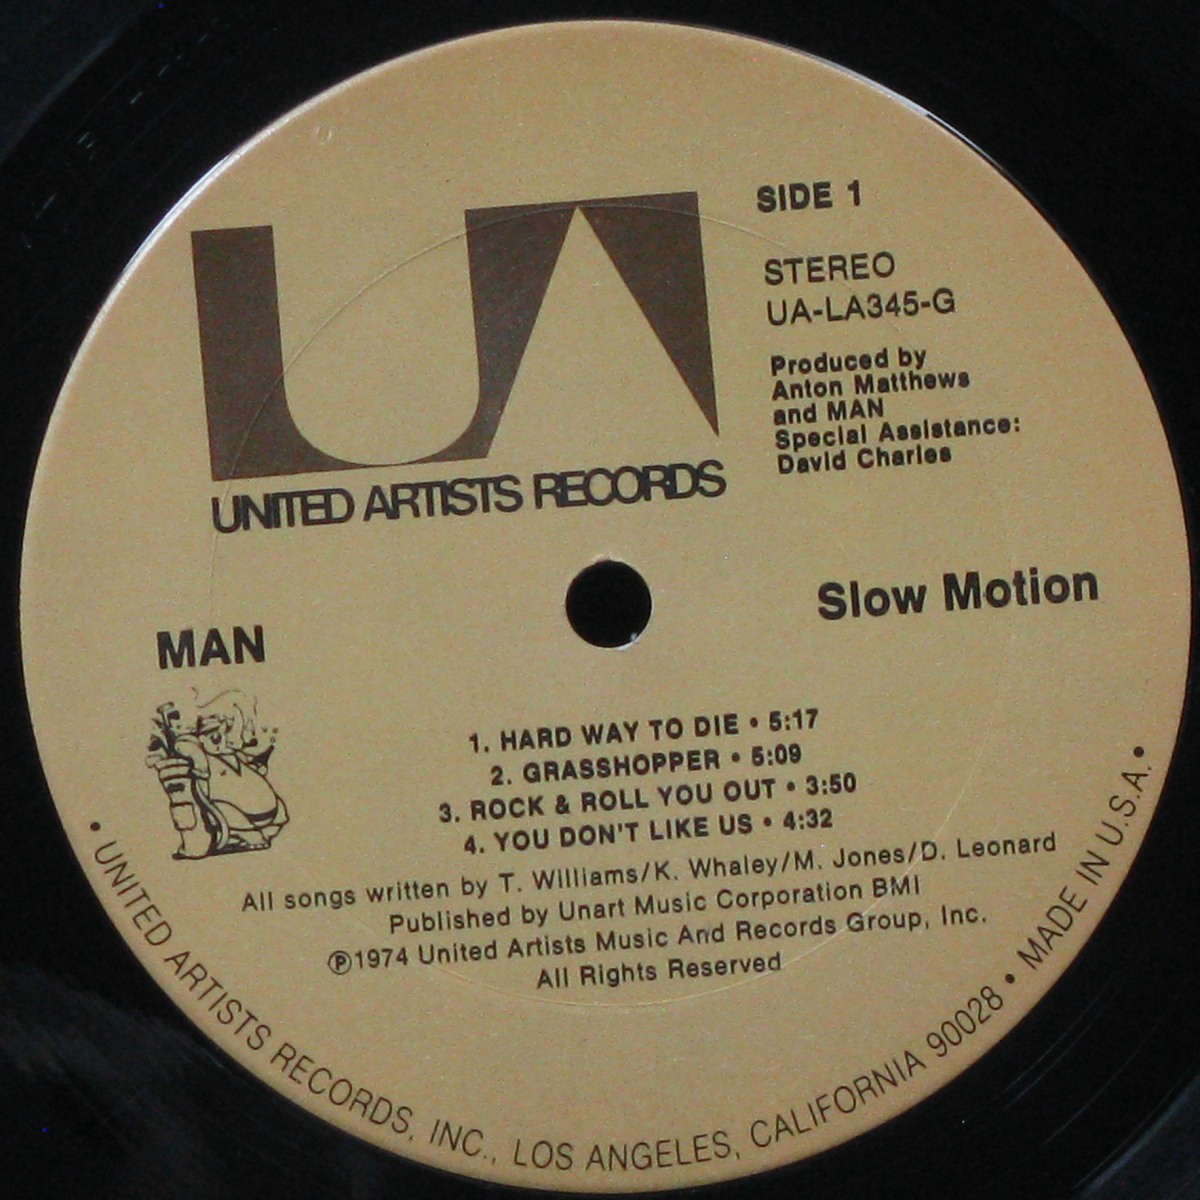 UA
UNITED ARTISTS RECORDS
SIDE 1
STEREO
UA-LA345-G
Produced by
Anton Matthews
and MAN
Special Assistance:
David Charles
Slow Motion
MAN
1. HARD WAY TO DIE • 5:17
2. GRASSHOPPER • 5:09
3. ROCK & ROLL YOU OUT • 3:50
4. YOU DON'T LIKE US • 4:32
All songs written by T. Williams/K. Whaley/M. Jones/D. Leonard
Published by Unart Music Corporation BMI
℗1974 United Artists Music And Records Group, Inc.
All Rights Reserved
• UNITED ARTISTS RECORDS, INC., LOS ANGELES, CALIFORNIA 90028 • MADE IN U.S.A. •